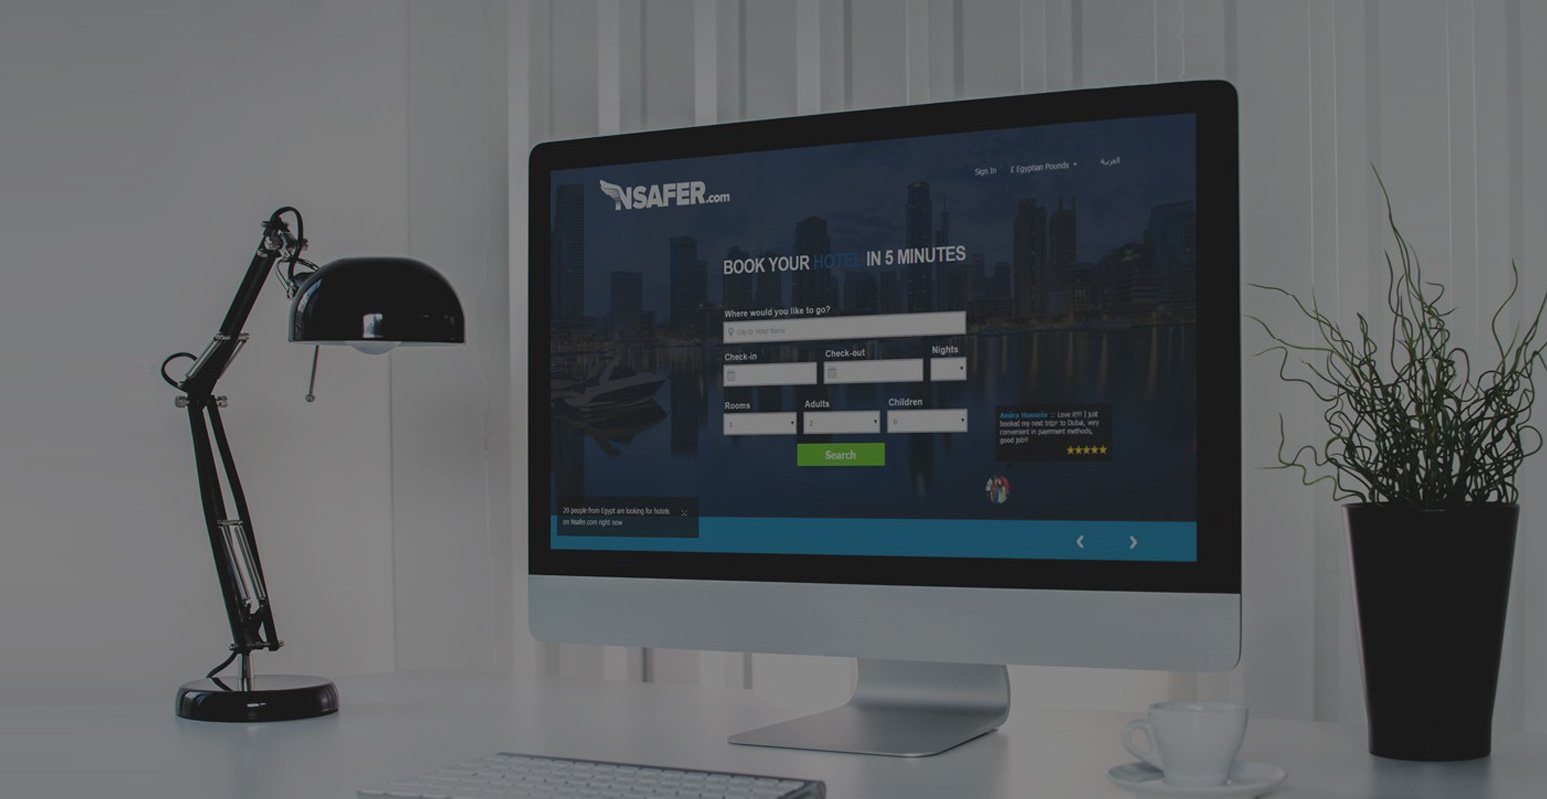 NSAFER.com
Sign In
£ Egyptian Pounds
العربية
BOOK YOUR HOTEL IN 5 MINUTES
Where would you like to go?
City Or Hotel Name
Check-in
Check-out
Nights
Rooms
Adults
Children
1
2
0
Search
Amira Hussein :: Love it!!! I just
booked my next trip> to Dubai, very
convenient in paymment methods,
good job!!
20 people from Egypt are looking for hotels
on Nsafer.com right now